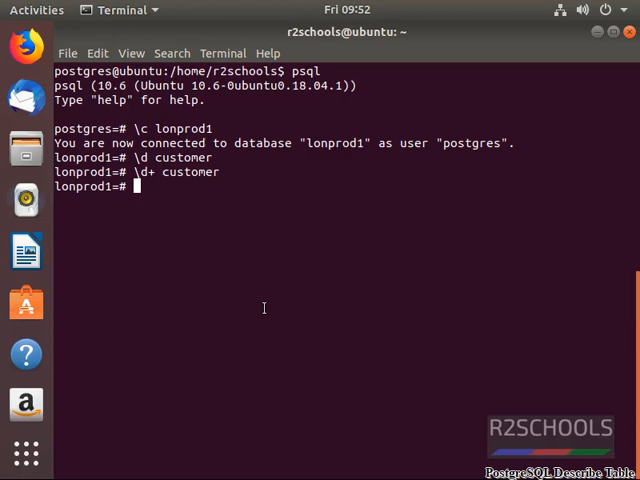 Activities Terminal Fri 09:52
r2schools@ubuntu: ~
File Edit View Search Terminal Help
postgres@ubuntu:/home/r2schools$ psql
psql (10.6 (Ubuntu 10.6-0ubuntu0.18.04.1))
Type "help" for help.
postgres=# \c lonprod1
You are now connected to database "lonprod1" as user "postgres".
lonprod1=# \d customer
lonprod1=# \d+ customer
lonprod1=#
R2SCHOOLS
PostgreSQL Describe Table